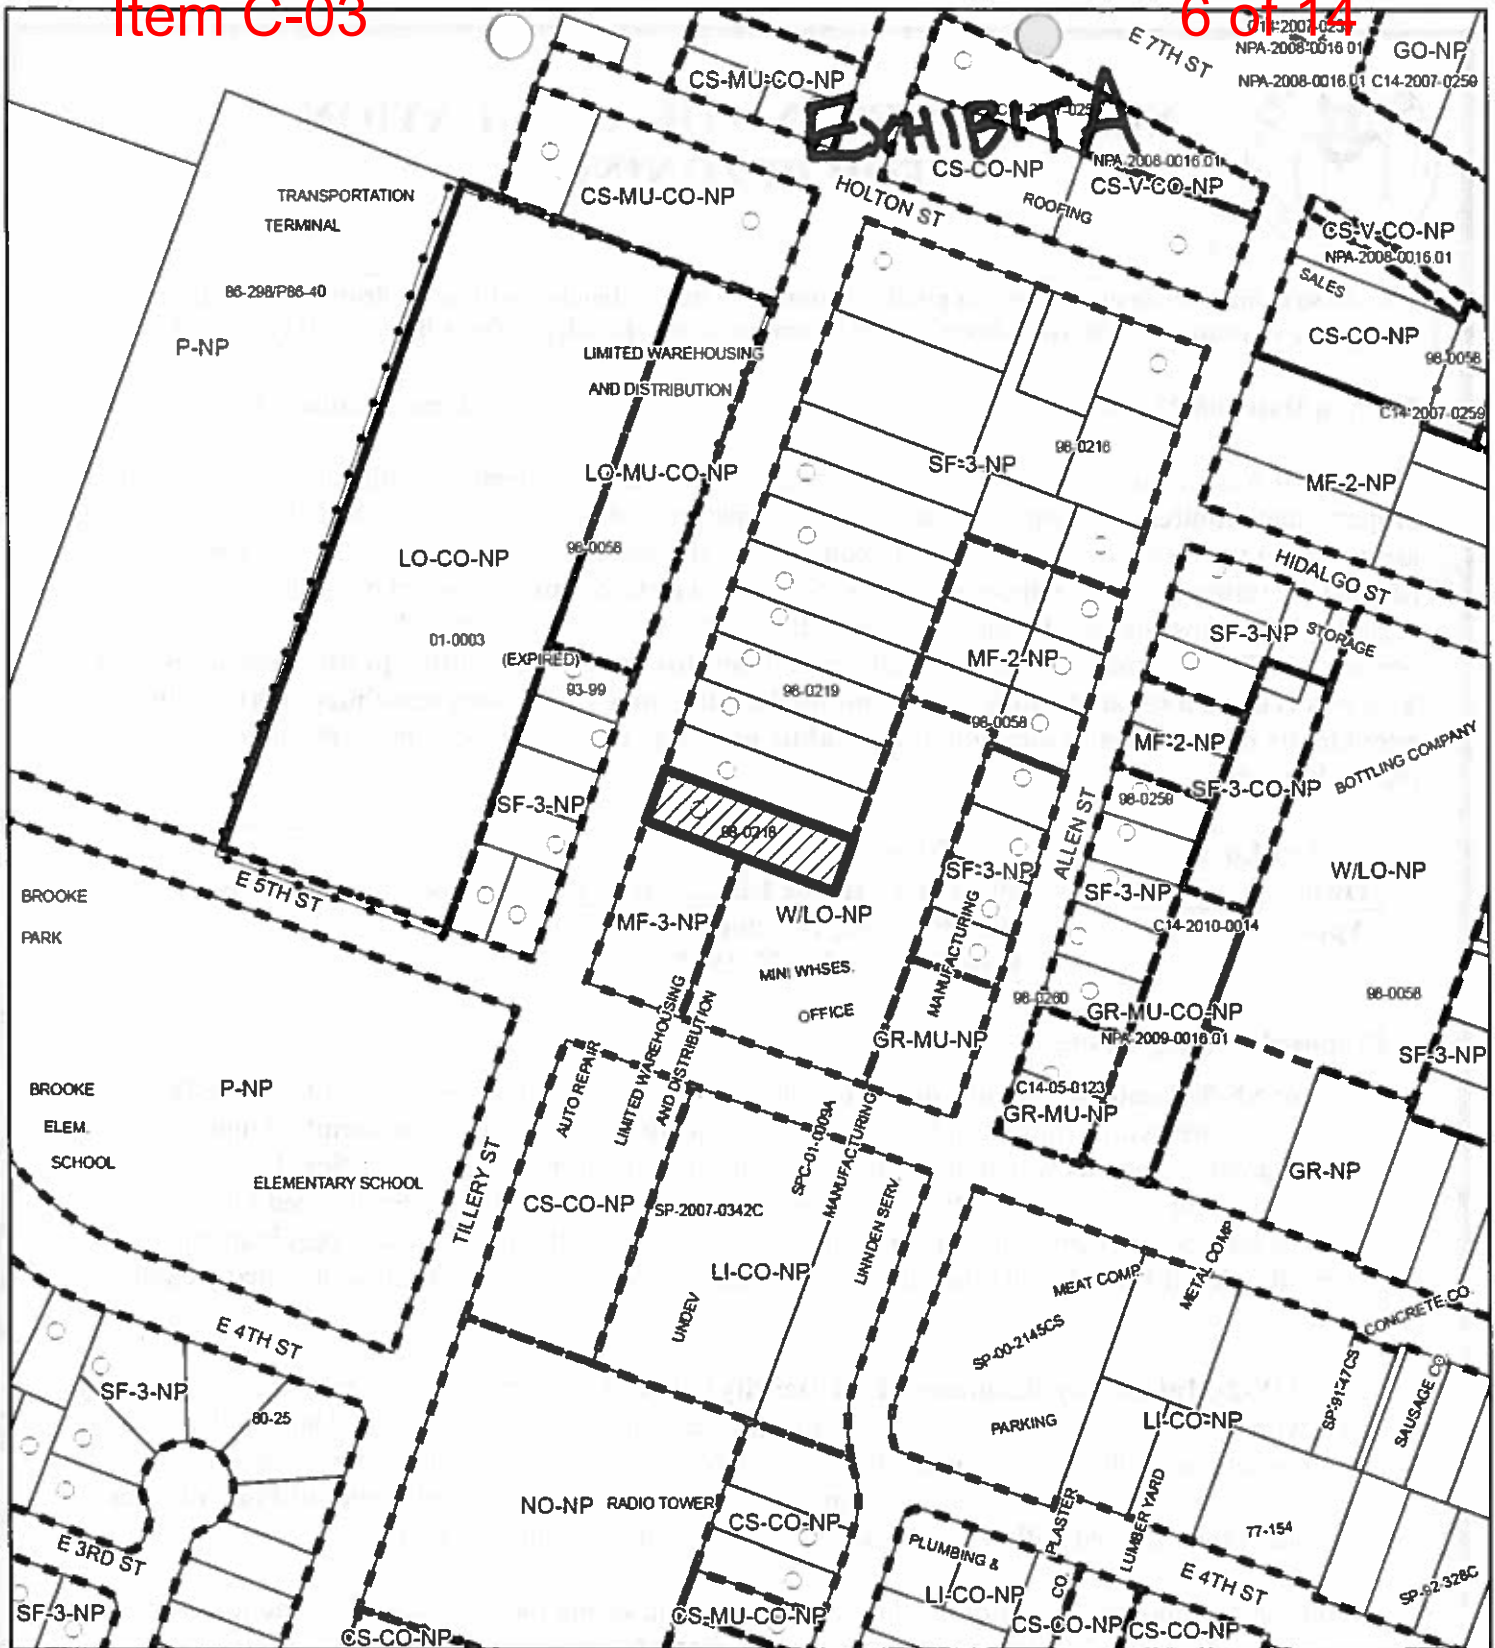 Item C-03
6 of 14
E 7TH ST
NPA-2008-0016 01
GO-NP
NPA-2008-0016.01 C14-2007-0259
CS-MU-CO-NP
EXHIBIT A
CS-CO-NP
NPA-2008-0016 01
CS-V-CO-NP
HOLTON ST
ROOFING
CS-MU-CO-NP
TRANSPORTATION
TERMINAL
86-298/P86-40
P-NP
CS-V-CO-NP
NPA-2008-0016.01
SALES
CS-CO-NP
98-0058
C14-2007-0259
LIMITED WAREHOUSING
AND DISTRIBUTION
LO-MU-CO-NP
SF-3-NP
98-0216
MF-2-NP
LO-CO-NP
98-0058
HIDALGO ST
01-0003
(EXPIRED)
93-99
SF-3-NP
STORAGE
MF-2-NP
98-0219
98-0058
MF-2-NP
BOTTLING COMPANY
SF-3-CO-NP
98-0259
SF-3-NP
98-0216
ALLEN ST
SF-3-NP
SF-3-NP
W/LO-NP
BROOKE
PARK
E 5TH ST
MF-3-NP
W/LO-NP
C14-2010-0014
MINI WHSES.
OFFICE
MANUFACTURING
98-0260
98-0058
GR-MU-CO-NP
NPA-2009-0016.01
GR-MU-NP
SF-3-NP
BROOKE
ELEM.
SCHOOL
P-NP
ELEMENTARY SCHOOL
AUTO REPAIR
LIMITED WAREHOUSING
AND DISTRIBUTION
C14-05-0123
GR-MU-NP
GR-NP
TILLERY ST
CS-CO-NP
SP-2007-0342C
SPC-01-0009A
MANUFACTURING
LINNDEN SERV.
LI-CO-NP
UNDEV
MEAT COMP
METAL COMP
CONCRETE CO.
SP-00-2145CS
PARKING
LI-CO-NP
SP-91-47CS
SAUSAGE CO.
E 4TH ST
SF-3-NP
80-25
NO-NP
RADIO TOWER
CS-CO-NP
PLUMBING &
PLASTER
CO.
LUMBER YARD
77-154
E 4TH ST
SP-92-328C
E 3RD ST
SF-3-NP
CS-CO-NP
CS-MU-CO-NP
LI-CO-NP
CS-CO-NP
CS-CO-NP